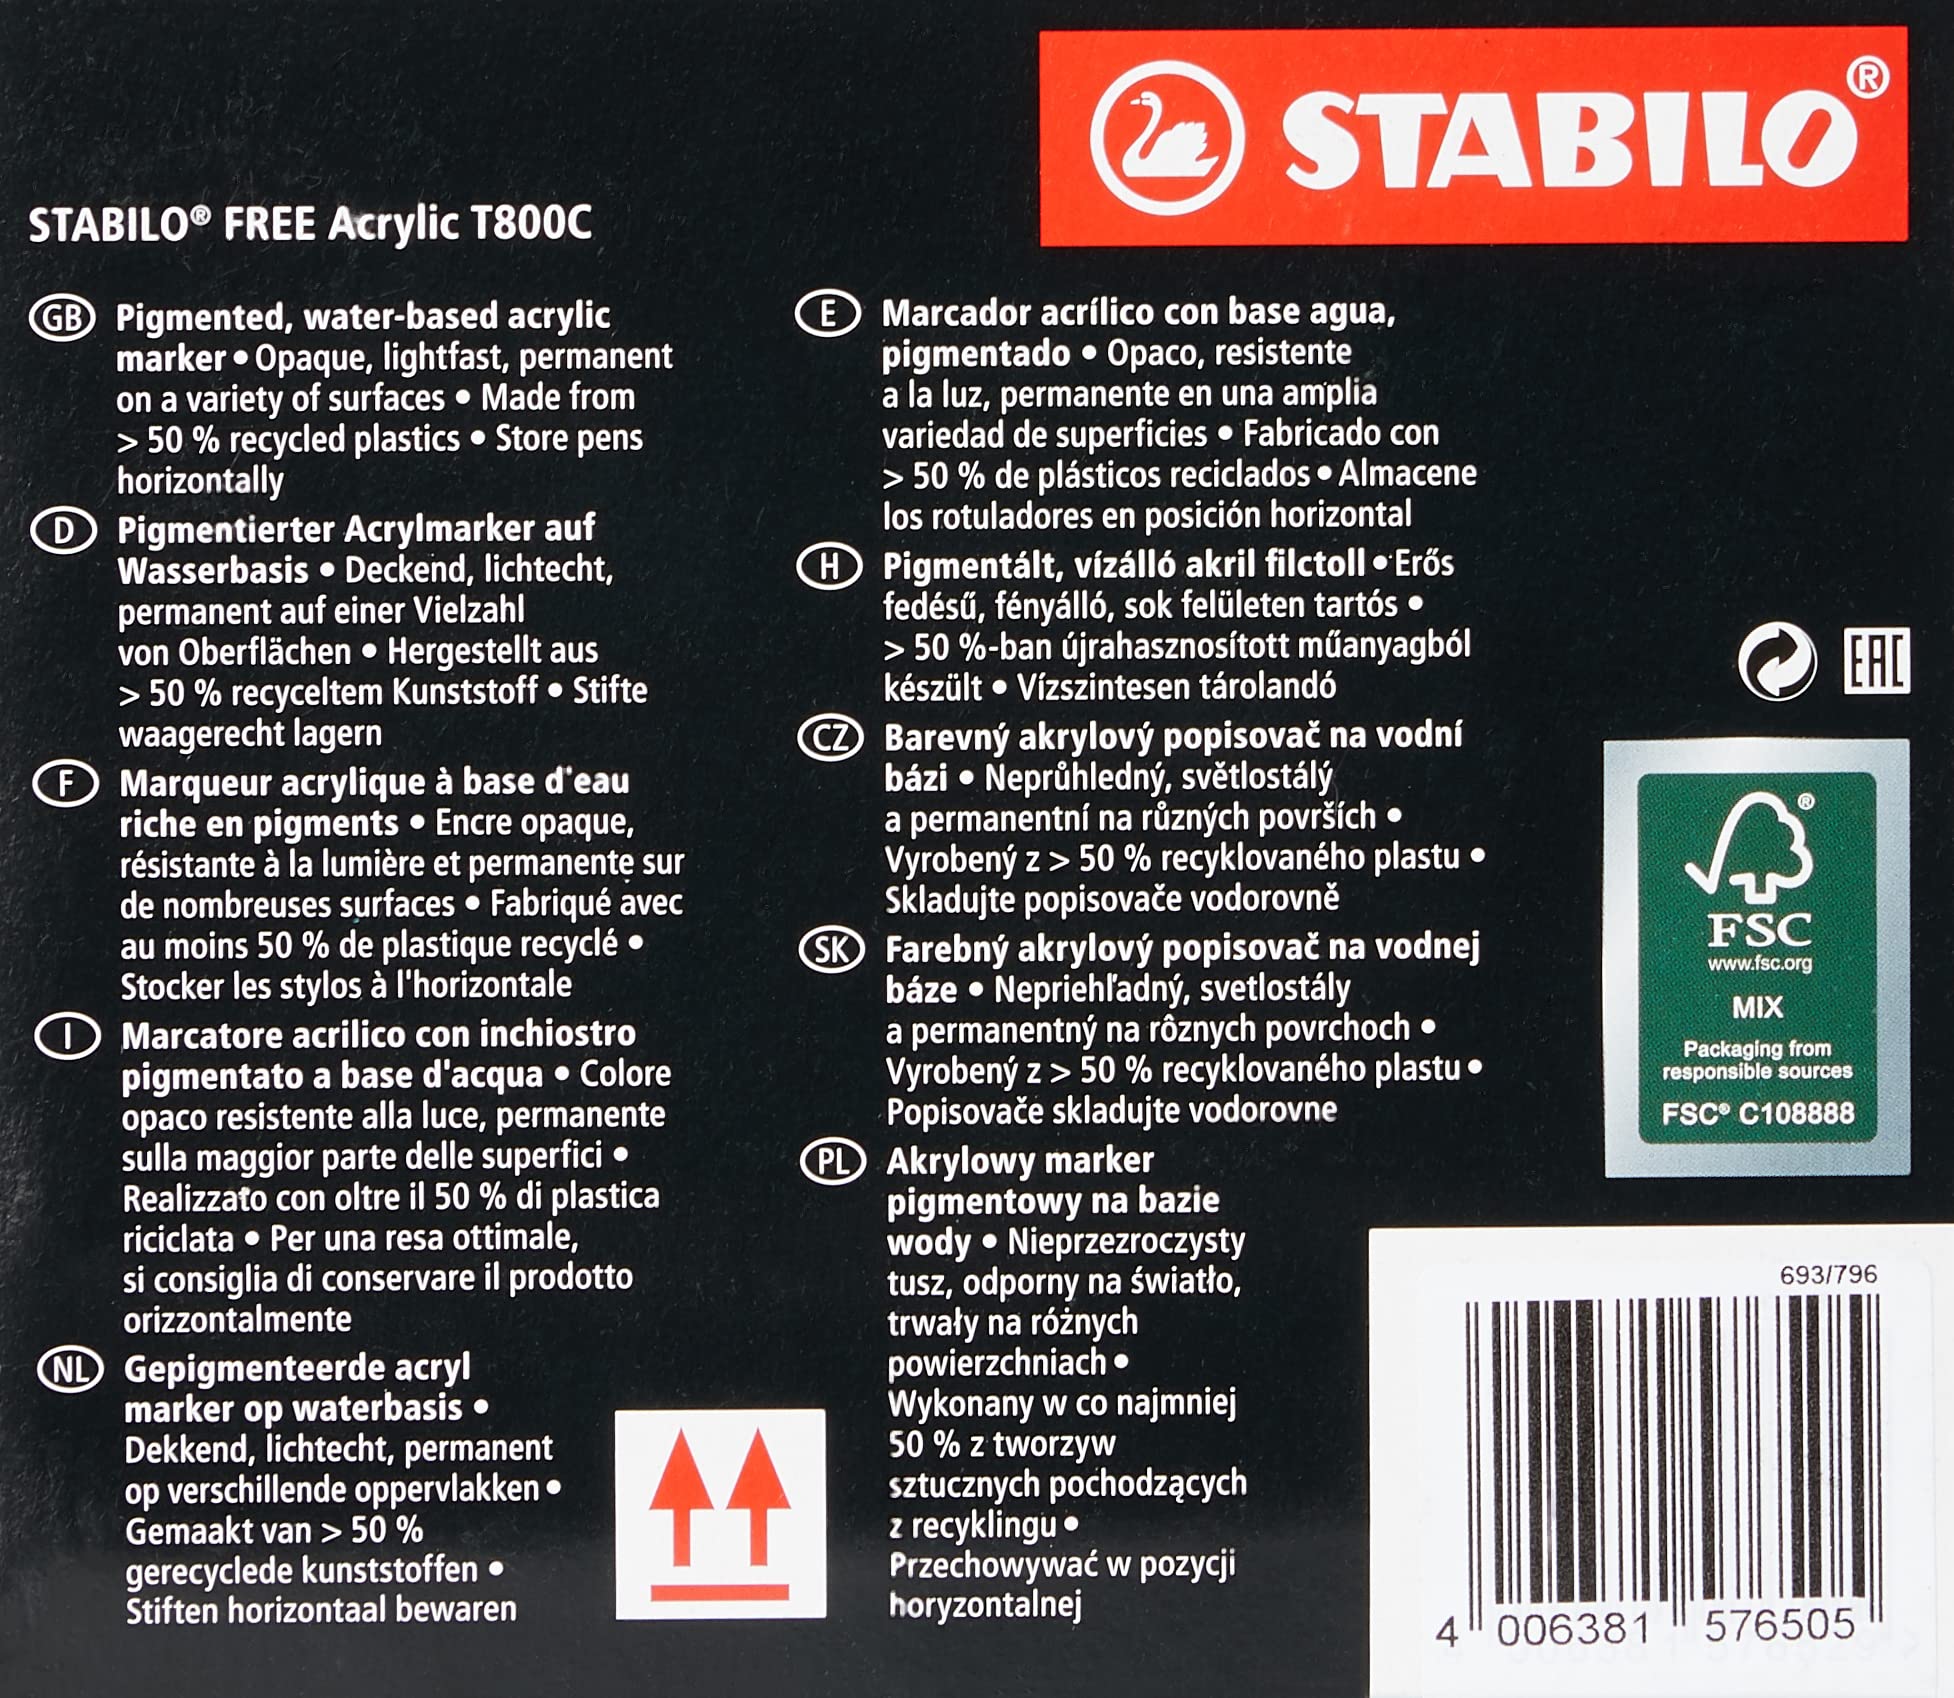 STABILO®
STABILO® FREE Acrylic T800C
GB
Pigmented, water-based acrylic
marker • Opaque, lightfast, permanent
on a variety of surfaces • Made from
> 50 % recycled plastics • Store pens
horizontally
D
Pigmentierter Acrylmarker auf
Wasserbasis • Deckend, lichtecht,
permanent auf einer Vielzahl
von Oberflächen • Hergestellt aus
> 50 % recyceltem Kunststoff • Stifte
waagerecht lagern
F
Marqueur acrylique à base d'eau
riche en pigments • Encre opaque,
résistante à la lumière et permanente sur
de nombreuses surfaces • Fabriqué avec
au moins 50 % de plastique recyclé •
Stocker les stylos à l'horizontale
I
Marcatore acrilico con inchiostro
pigmentato a base d'acqua • Colore
opaco resistente alla luce, permanente
sulla maggior parte delle superfici •
Realizzato con oltre il 50 % di plastica
riciclata • Per una resa ottimale,
si consiglia di conservare il prodotto
orizzontalmente
NL
Gepigmenteerde acryl
marker op waterbasis •
Dekkend, lichtecht, permanent
op verschillende oppervlakken •
Gemaakt van > 50 %
gerecyclede kunststoffen •
Stiften horizontaal bewaren
E
Marcador acrílico con base agua,
pigmentado • Opaco, resistente
a la luz, permanente en una amplia
variedad de superficies • Fabricado con
> 50 % de plásticos reciclados • Almacene
los rotuladores en posición horizontal
H
Pigmentált, vízálló akril filctoll • Erős
fedésű, fényálló, sok felületen tartós •
> 50 %-ban újrahasznosított műanyagból
készült • Vízszintesen tárolandó
CZ
Barevný akrylový popisovač na vodní
bázi • Neprůhledný, světlostálý
a permanentní na různých površích •
Vyrobený z > 50 % recyklovaného plastu •
Skladujte popisovače vodorovně
SK
Farebný akrylový popisovač na vodnej
báze • Nepriehľadný, svetlostály
a permanentný na rôznych povrchoch •
Vyrobený z > 50 % recyklovaného plastu •
Popisovače skladujte vodorovne
PL
Akrylowy marker
pigmentowy na bazie
wody • Nieprzezroczysty
tusz, odporny na światło,
trwały na różnych
powierzchniach •
Wykonany w co najmniej
50 % z tworzyw
sztucznych pochodzących
z recyklingu •
Przechowywać w pozycji
horyzontalnej
EAC
®
FSC
www.fsc.org
MIX
Packaging from
responsible sources
FSC® C108888
693/796
4 006381 576505